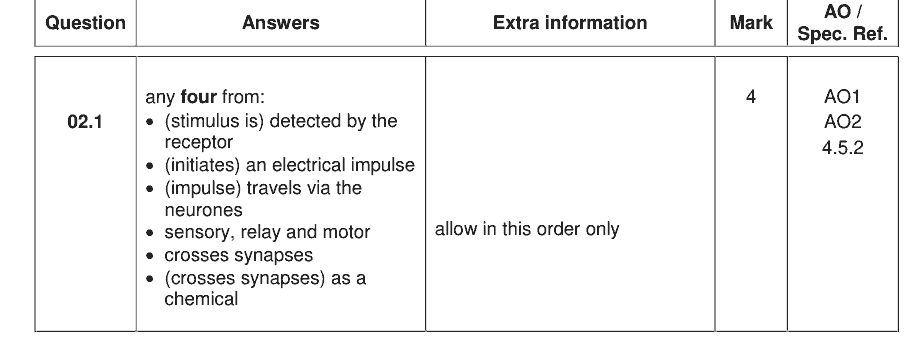 Question Answers Extra information Mark AO /
Spec. Ref.
02.1
any four from:
• (stimulus is) detected by the
receptor
• (initiates) an electrical impulse
• (impulse) travels via the
neurones
• sensory, relay and motor
• crosses synapses
• (crosses synapses) as a
chemical
allow in this order only
4
AO1
AO2
4.5.2